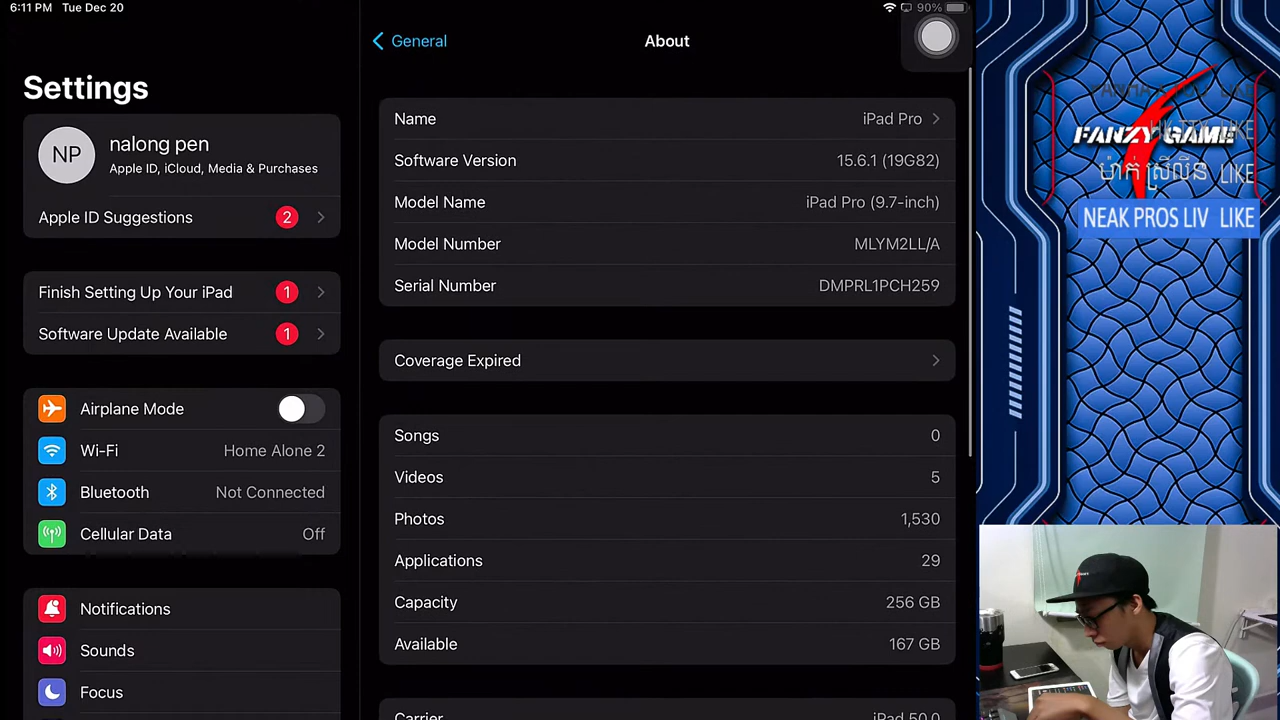 6:11 PM Tue Dec 20
90%
Settings
NP
nalong pen
Apple ID, iCloud, Media & Purchases
Apple ID Suggestions 2
Finish Setting Up Your iPad 1
Software Update Available 1
Airplane Mode
Wi-Fi Home Alone 2
Bluetooth Not Connected
Cellular Data Off
Notifications
Sounds
Focus
General
About
Name iPad Pro
Software Version 15.6.1 (19G82)
Model Name iPad Pro (9.7-inch)
Model Number MLYM2LL/A
Serial Number DMPRL1PCH259
Coverage Expired
Songs 0
Videos 5
Photos 1,530
Applications 29
Capacity 256 GB
Available 167 GB
Carrier iPad 50.0
LIKE
FANZY GAME
LIKE
ម៉ាក់ ស្រីលីន LIKE
NEAK PROS LIV LIKE